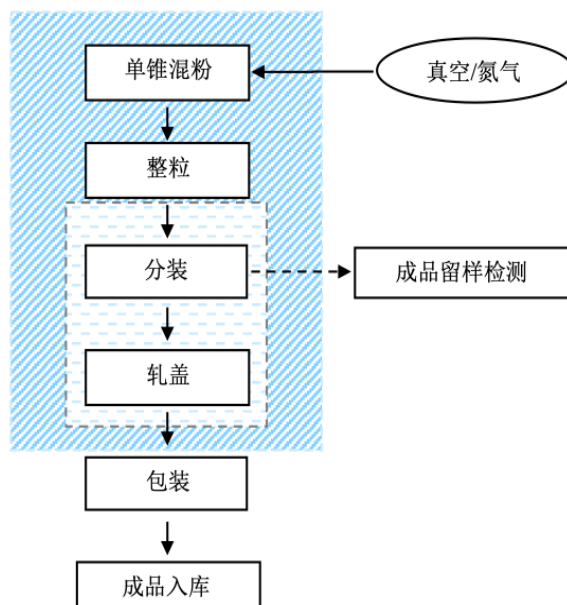 单锥混粉
真空/氮气
整粒
分装
成品留样检测
轧盖
包装
成品入库